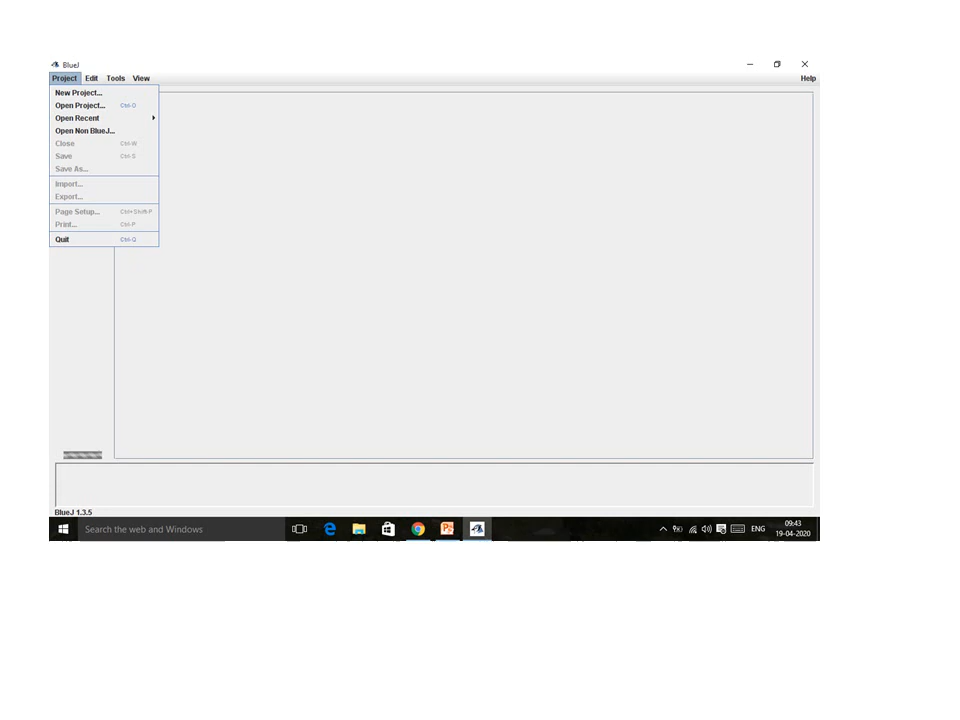 BlueJ
Project Edit Tools View Help
New Project...
Open Project... Ctrl-O
Open Recent
Open Non BlueJ...
Close Ctrl-W
Save Ctrl-S
Save As...
Import...
Export...
Page Setup... Ctrl+Shift-P
Print... Ctrl-P
Quit Ctrl-Q
BlueJ 1.3.5
Search the web and Windows
ENG
09:43
19-04-2020